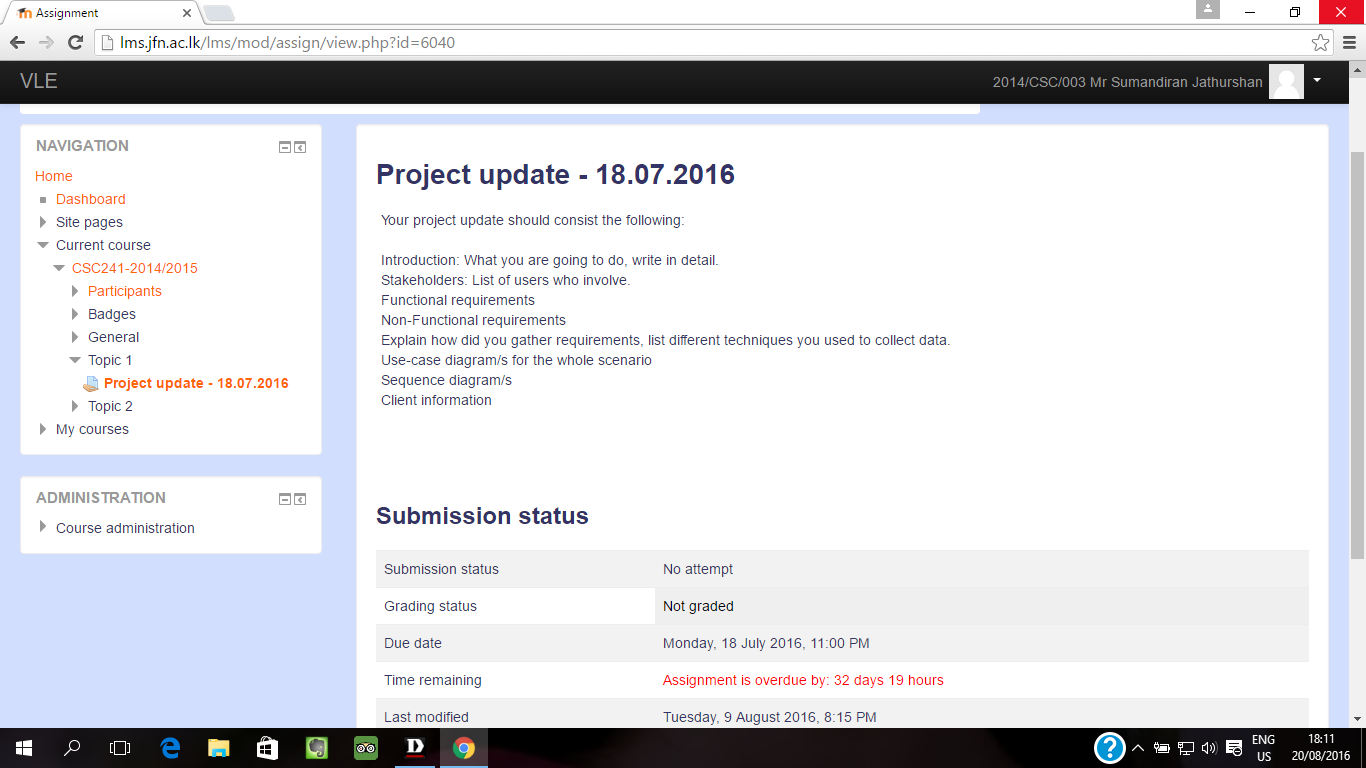 Assignment
lms.jfn.ac.lk/lms/mod/assign/view.php?id=6040
VLE
2014/CSC/003 Mr Sumandiran Jathurshan
NAVIGATION
Home
Dashboard
Site pages
Current course
CSC241-2014/2015
Participants
Badges
General
Topic 1
Project update - 18.07.2016
Topic 2
My courses
ADMINISTRATION
Course administration
Project update - 18.07.2016
Your project update should consist the following:
Introduction: What you are going to do, write in detail.
Stakeholders: List of users who involve.
Functional requirements
Non-Functional requirements
Explain how did you gather requirements, list different techniques you used to collect data.
Use-case diagram/s for the whole scenario
Sequence diagram/s
Client information
Submission status
Submission status No attempt
Grading status Not graded
Due date Monday, 18 July 2016, 11:00 PM
Time remaining Assignment is overdue by: 32 days 19 hours
Last modified Tuesday, 9 August 2016, 8:15 PM
ENG 18:11
US 20/08/2016